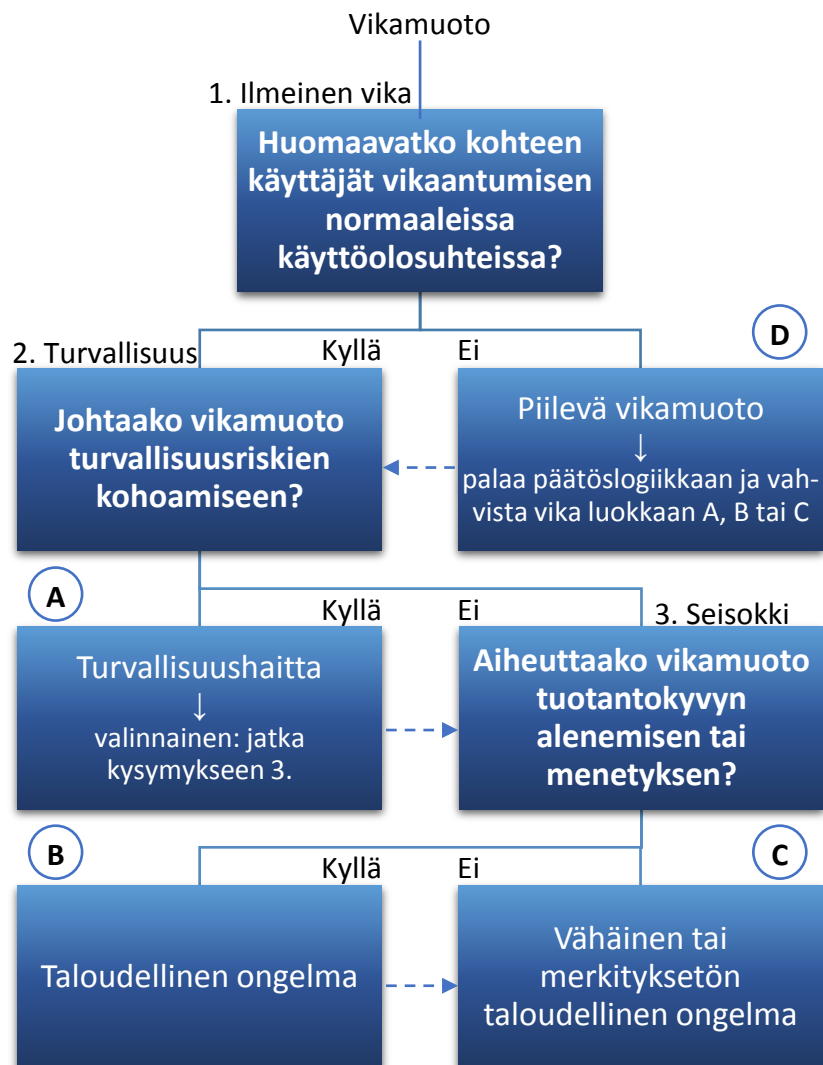 Vikamuoto
1. Ilmeinen vika
Huomaavatko kohteen
käyttäjät vikaantumisen
normaaleissa
käyttöolosuhteissa?
2. Turvallisuus
Kyllä
Ei
D
Johtaako vikamuoto
turvallisuusriskien
kohoamiseen?
Piilevä vikamuoto
↓
palaa päätöslogiikkaan ja vah-
vista vika luokkaan A, B tai C
A
Kyllä
Ei
3. Seisokki
Turvallisuushaitta
↓
valinnainen: jatka
kysymykseen 3.
Aiheuttaako vikamuoto
tuotantokyvyn
alenemisen tai
menetyksen?
B
Kyllä
Ei
C
Taloudellinen ongelma
Vähäinen tai
merkityksetön
taloudellinen ongelma